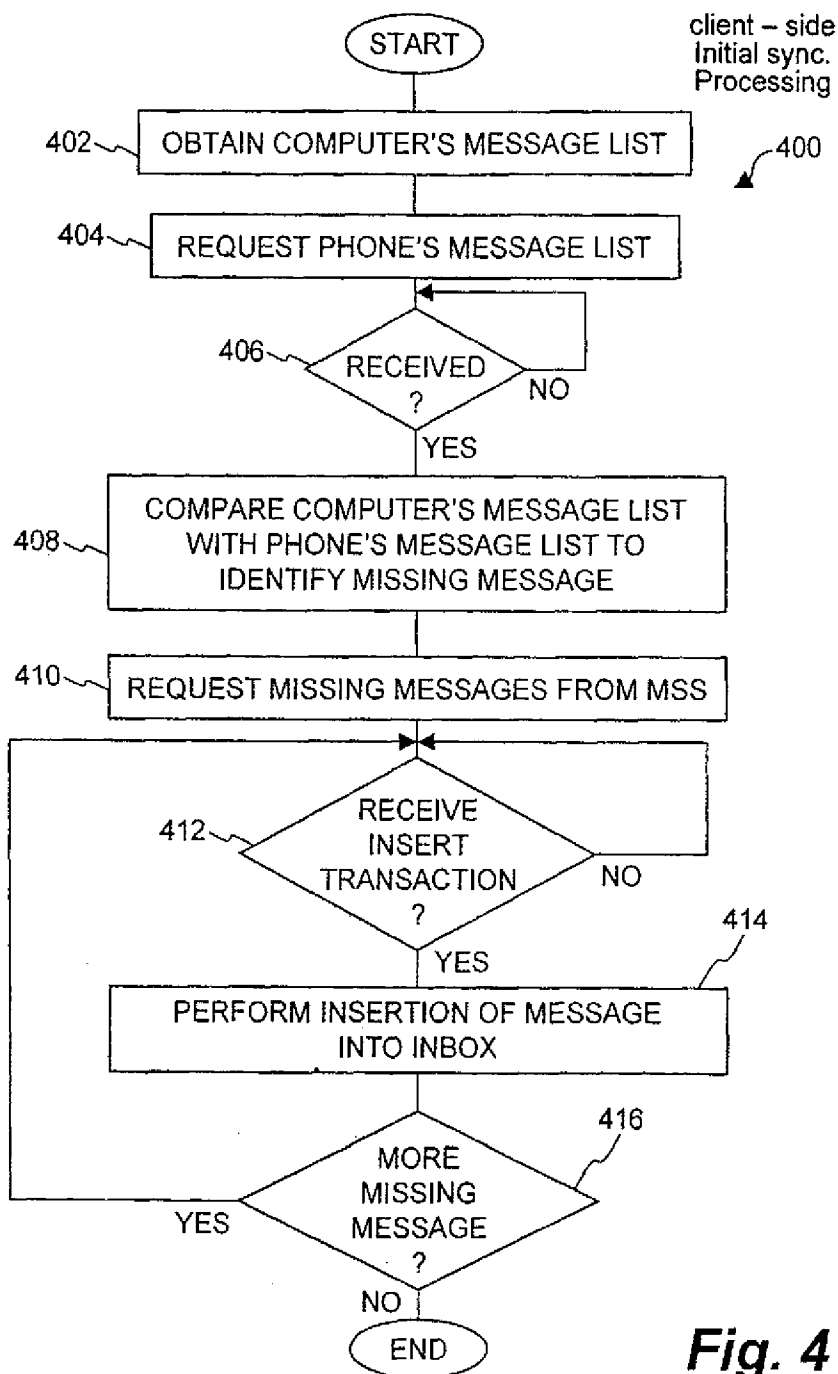 START
client – side
Initial sync.
Processing
400
402
OBTAIN COMPUTER'S MESSAGE LIST
404
REQUEST PHONE'S MESSAGE LIST
406
RECEIVED
?
NO
YES
408
COMPARE COMPUTER'S MESSAGE LIST
WITH PHONE'S MESSAGE LIST TO
IDENTIFY MISSING MESSAGE
410
REQUEST MISSING MESSAGES FROM MSS
412
RECEIVE
INSERT
TRANSACTION
?
NO
YES
414
PERFORM INSERTION OF MESSAGE
INTO INBOX
416
MORE
MISSING
MESSAGE
?
YES
NO
END
Fig. 4